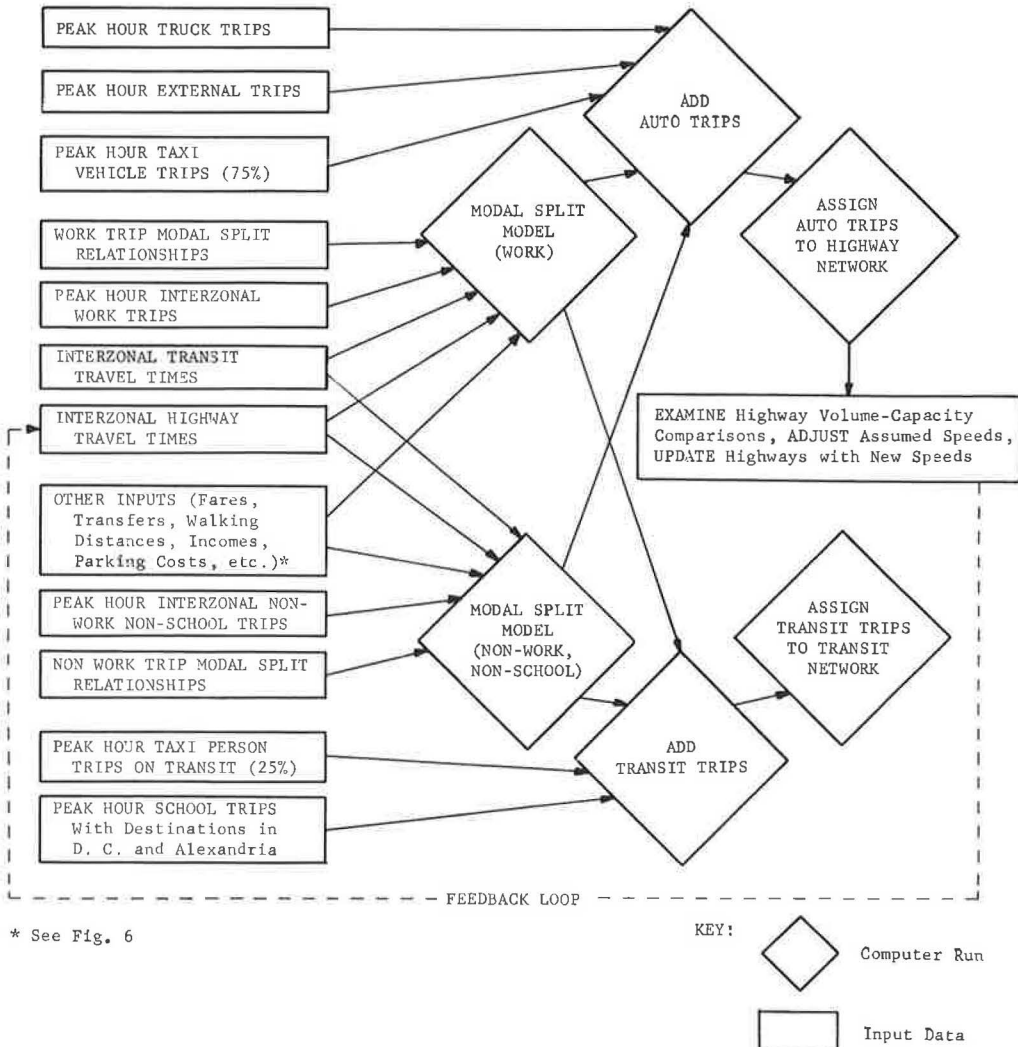 PEAK HOUR TRUCK TRIPS
PEAK HOUR EXTERNAL TRIPS
PEAK HOUR TAXI
VEHICLE TRIPS (75%)
WORK TRIP MODAL SPLIT
RELATIONSHIPS
PEAK HOUR INTERZONAL
WORK TRIPS
INTERZONAL TRANSIT
TRAVEL TIMES
INTERZONAL HIGHWAY
TRAVEL TIMES
OTHER INPUTS (Fares,
Transfers, Walking
Distances, Incomes,
Parking Costs, etc.)*
PEAK HOUR INTERZONAL NON-
WORK NON-SCHOOL TRIPS
NON WORK TRIP MODAL SPLIT
RELATIONSHIPS
PEAK HOUR TAXI PERSON
TRIPS ON TRANSIT (25%)
PEAK HOUR SCHOOL TRIPS
With Destinations in
D. C. and Alexandria
MODAL SPLIT
MODEL
(WORK)
MODAL SPLIT
MODEL
(NON-WORK,
NON-SCHOOL)
ADD
AUTO TRIPS
ADD
TRANSIT TRIPS
ASSIGN
AUTO TRIPS
TO HIGHWAY
NETWORK
EXAMINE Highway Volume-Capacity
Comparisons, ADJUST Assumed Speeds,
UPDATE Highways with New Speeds
ASSIGN
TRANSIT TRIPS
TO TRANSIT
NETWORK
FEEDBACK LOOP
* See Fig. 6
KEY:
Computer Run
Input Data